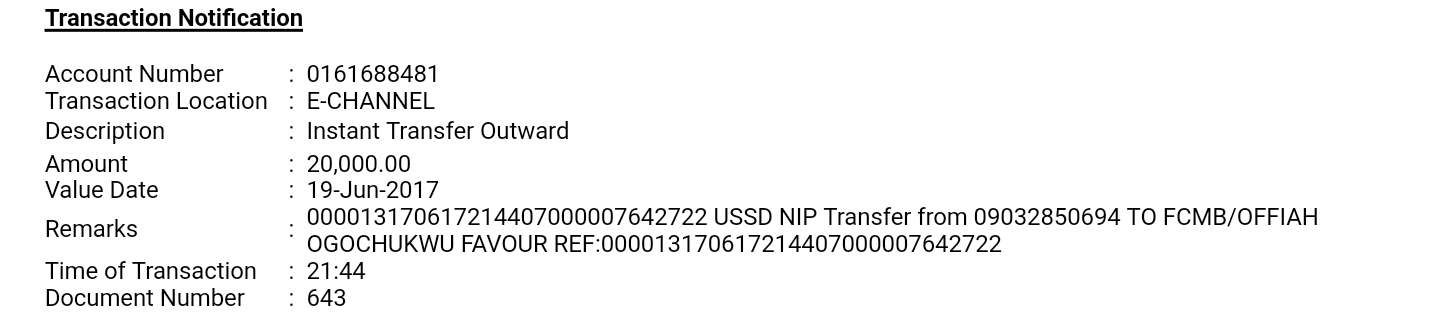 Transaction Notification
Account Number : 0161688481
Transaction Location : E-CHANNEL
Description : Instant Transfer Outward
Amount : 20,000.00
Value Date : 19-Jun-2017
Remarks : 000013170617214407000007642722 USSD NIP Transfer from 09032850694 TO FCMB/OFFIAH
OGOCHUKWU FAVOUR REF:000013170617214407000007642722
Time of Transaction : 21:44
Document Number : 643